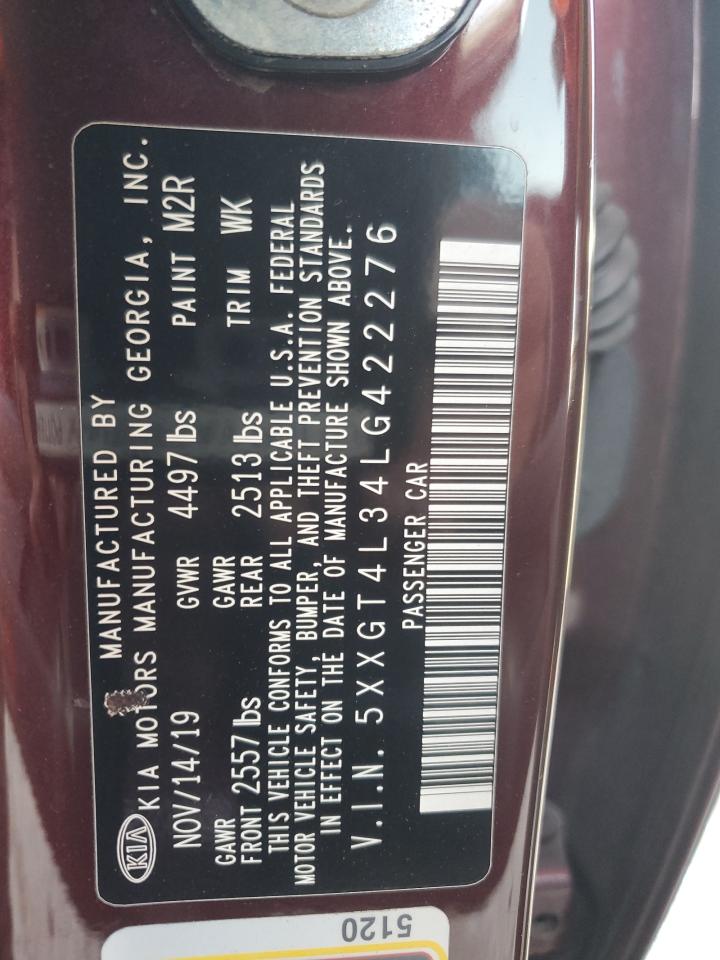 MANUFACTURED BY
KIA KIA MOTORS MANUFACTURING GEORGIA, INC.
NOV/14/19 GVWR 4497 lbs PAINT M2R
GAWR FRONT 2557 lbs GAWR REAR 2513 lbs TRIM WK
THIS VEHICLE CONFORMS TO ALL APPLICABLE U.S.A. FEDERAL
MOTOR VEHICLE SAFETY, BUMPER, AND THEFT PREVENTION STANDARDS
IN EFFECT ON THE DATE OF MANUFACTURE SHOWN ABOVE.
V.I.N. 5XXGT4L34LG422276
PASSENGER CAR
5120